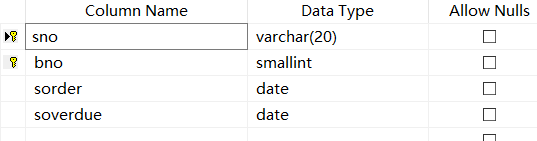 Column Name Data Type Allow Nulls
sno varchar(20)
bno smallint
sorder date
soverdue date